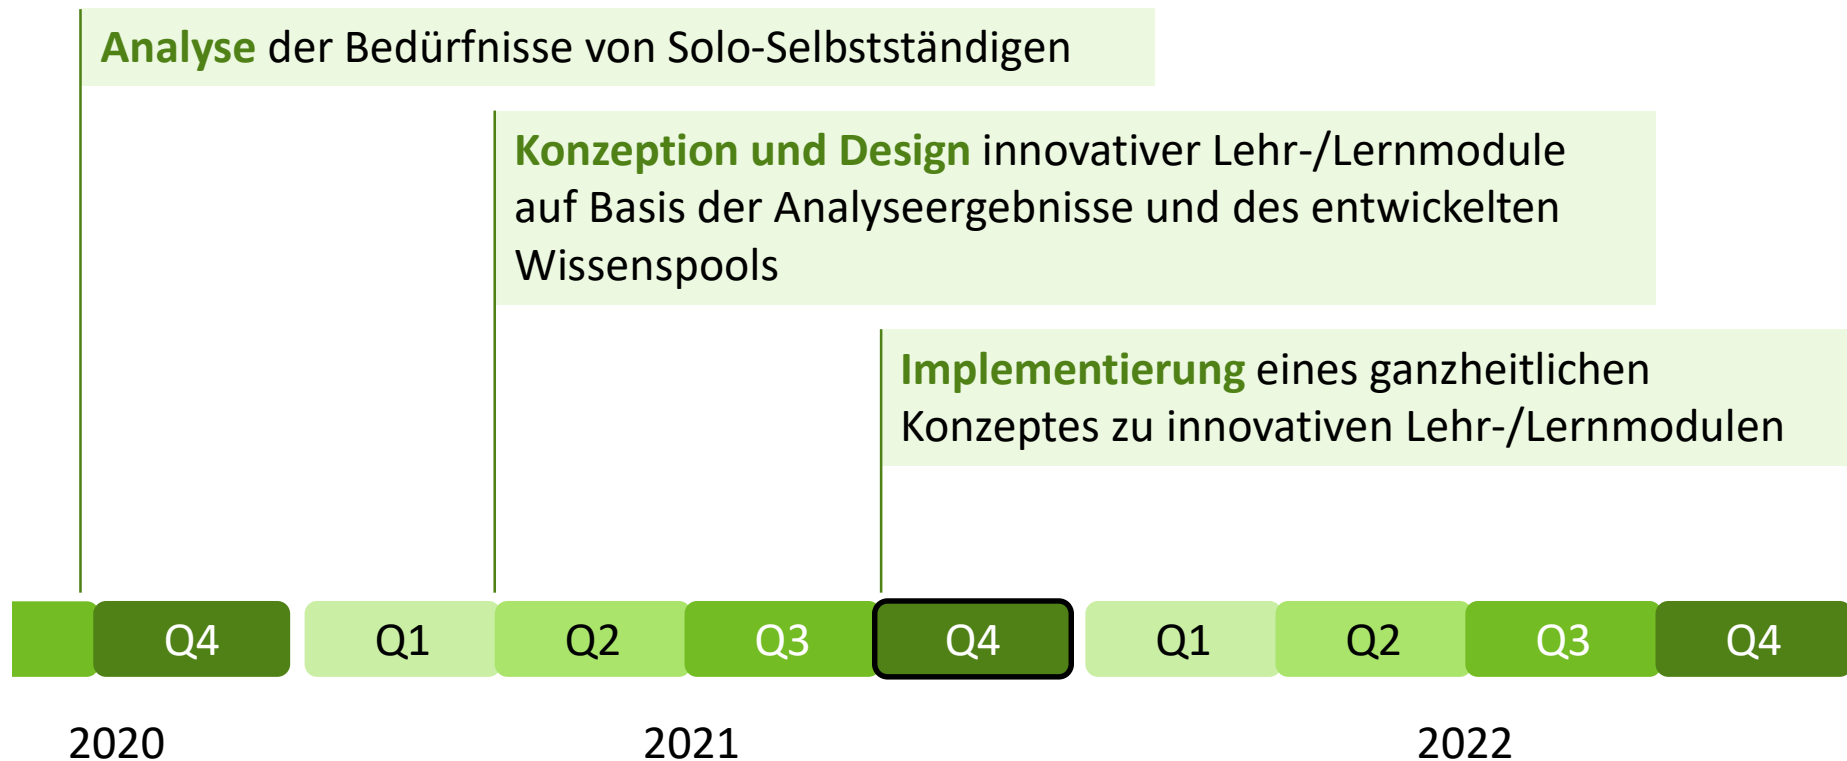 Analyse der Bedürfnisse von Solo-Selbstständigen
Konzeption und Design innovativer Lehr-/Lernmodule
auf Basis der Analyseergebnisse und des entwickelten
Wissenspools
Implementierung eines ganzheitlichen
Konzeptes zu innovativen Lehr-/Lernmodulen
Q4 Q1 Q2 Q3 Q4 Q1 Q2 Q3 Q4
2020 2021 2022